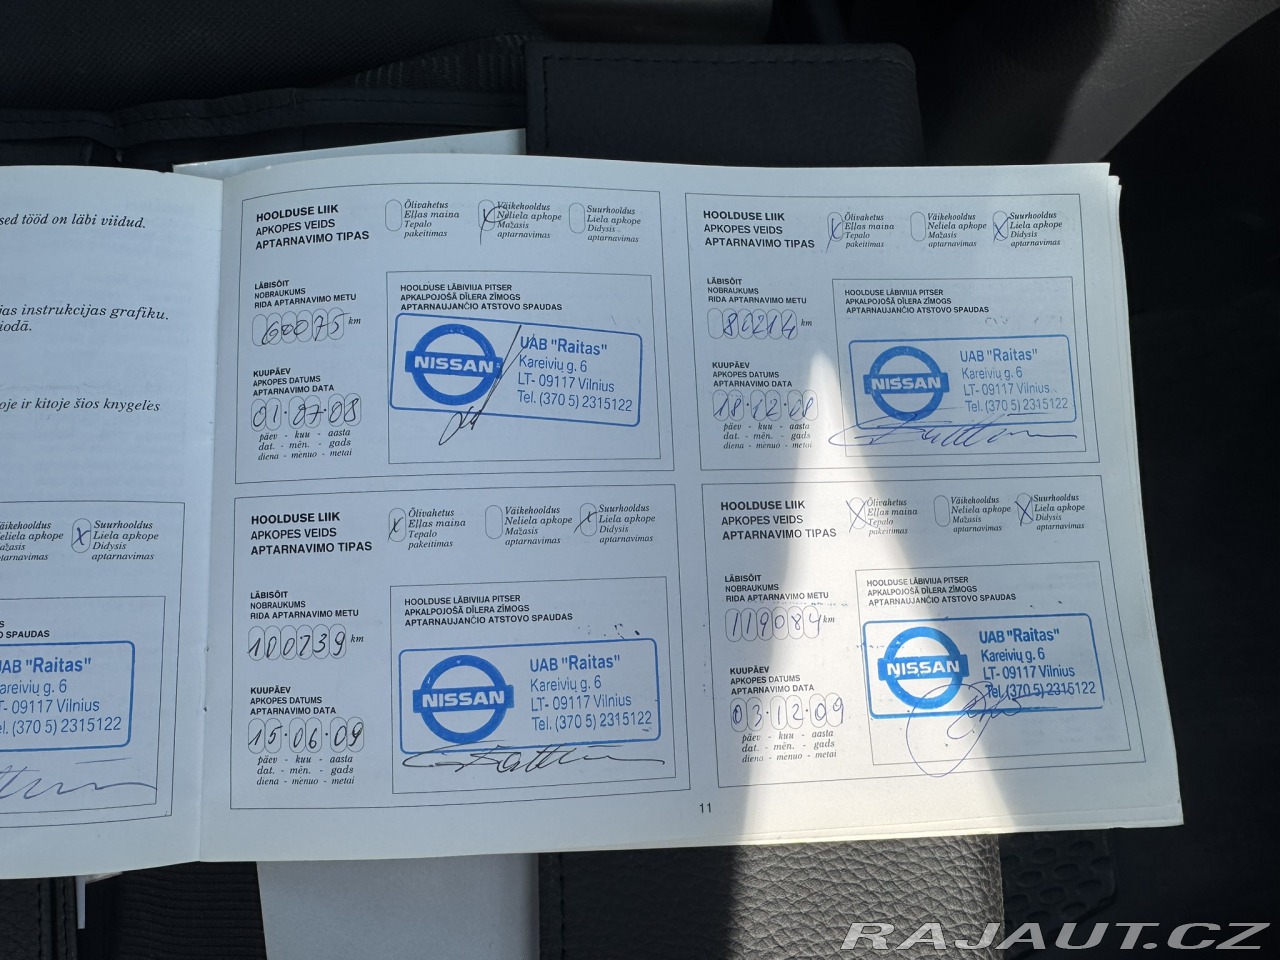 sed tööd on läbi viidud.
jas instrukcijas grafiku.
iodā.
oje ir kitoje šios knygelės
Suurhooldus
Liela apkope
Didysis
aptarnavimas
X
AS SPAUDAS
UAB "Raitas"
Kareivių g. 6
LT- 09117 Vilnius
Tel. (370 5) 2315122
HOOLDUSE LIIK
APKOPES VEIDS
APTARNAVIMO TIPAS
Õlivahetus
Eļļas maina
Tepalo
pakeitimas
X
Väikehooldus
Neliela apkope
Mažasis
aptarnavimas
Suurhooldus
Liela apkope
Didysis
aptarnavimas
LÄBISÕIT
NOBRAUKUMS
RIDA APTARNAVIMO METU
60075 km
KUUPÄEV
APKOPES DATUMS
APTARNAVIMO DATA
01·07·08
päev - kuu - aasta
dat. - mēn. - gads
diena - mėnuo - metai
HOOLDUSE LÄBIVIIJA PITSER
APKALPOJOŠĀ DĪLERA ZĪMOGS
APTARNAUJANČIO ATSTOVO SPAUDAS
NISSAN
UAB "Raitas"
Kareivių g. 6
LT- 09117 Vilnius
Tel. (370 5) 2315122
HOOLDUSE LIIK
APKOPES VEIDS
APTARNAVIMO TIPAS
X
Õlivahetus
Eļļas maina
Tepalo
pakeitimas
Väikehooldus
Neliela apkope
Mažasis
aptarnavimas
X
Suurhooldus
Liela apkope
Didysis
aptarnavimas
LÄBISÕIT
NOBRAUKUMS
RIDA APTARNAVIMO METU
80214 km
KUUPÄEV
APKOPES DATUMS
APTARNAVIMO DATA
18·12·08
päev - kuu - aasta
dat. - mēn. - gads
diena - mėnuo - metai
HOOLDUSE LÄBIVIIJA PITSER
APKALPOJOŠĀ DĪLERA ZĪMOGS
APTARNAUJANČIO ATSTOVO SPAUDAS
NISSAN
UAB "Raitas"
Kareivių g. 6
LT- 09117 Vilnius
Tel. (370 5) 2315122
HOOLDUSE LIIK
APKOPES VEIDS
APTARNAVIMO TIPAS
X
Õlivahetus
Eļļas maina
Tepalo
pakeitimas
Väikehooldus
Neliela apkope
Mažasis
aptarnavimas
X
Suurhooldus
Liela apkope
Didysis
aptarnavimas
LÄBISÕIT
NOBRAUKUMS
RIDA APTARNAVIMO METU
100739 km
KUUPÄEV
APKOPES DATUMS
APTARNAVIMO DATA
15·06·09
päev - kuu - aasta
dat. - mēn. - gads
diena - mėnuo - metai
HOOLDUSE LÄBIVIIJA PITSER
APKALPOJOŠĀ DĪLERA ZĪMOGS
APTARNAUJANČIO ATSTOVO SPAUDAS
NISSAN
UAB "Raitas"
Kareivių g. 6
LT- 09117 Vilnius
Tel. (370 5) 2315122
HOOLDUSE LIIK
APKOPES VEIDS
APTARNAVIMO TIPAS
X
Õlivahetus
Eļļas maina
Tepalo
pakeitimas
Väikehooldus
Neliela apkope
Mažasis
aptarnavimas
X
Suurhooldus
Liela apkope
Didysis
aptarnavimas
LÄBISÕIT
NOBRAUKUMS
RIDA APTARNAVIMO METU
119084 km
KUUPÄEV
APKOPES DATUMS
APTARNAVIMO DATA
03·12·09
päev - kuu - aasta
dat. - mēn. - gads
diena - mėnuo - metai
HOOLDUSE LÄBIVIIJA PITSER
APKALPOJOŠĀ DĪLERA ZĪMOGS
APTARNAUJANČIO ATSTOVO SPAUDAS
NISSAN
UAB "Raitas"
Kareivių g. 6
LT- 09117 Vilnius
Tel. (370 5) 2315122
11
RAJAUT.CZ